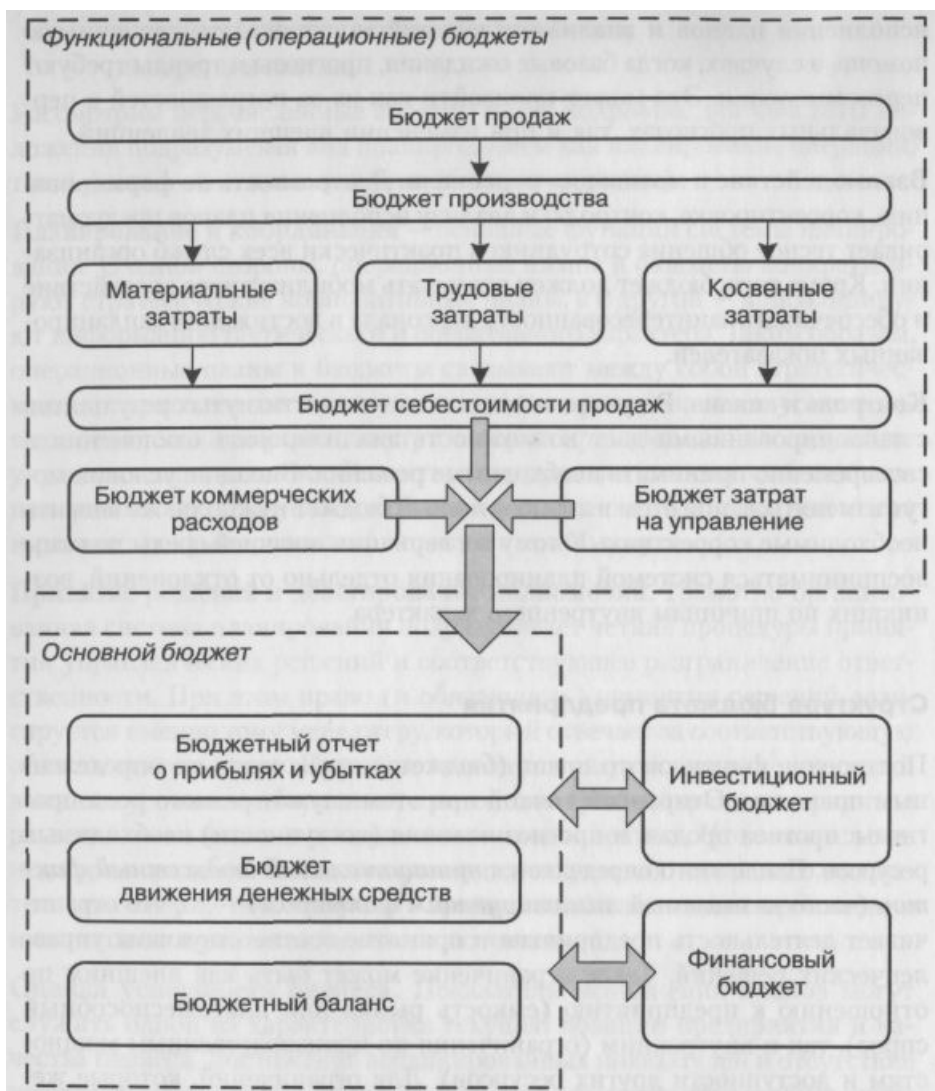 Функциональные (операционные) бюджеты
Бюджет продаж
Бюджет производства
Материальные
затраты
Трудовые
затраты
Косвенные
затраты
Бюджет себестоимости продаж
Бюджет коммерческих
расходов
Бюджет затрат
на управление
Основной бюджет
Бюджетный отчет
о прибылях и убытках
Инвестиционный
бюджет
Бюджет
движения денежных средств
Финансовый
бюджет
Бюджетный баланс